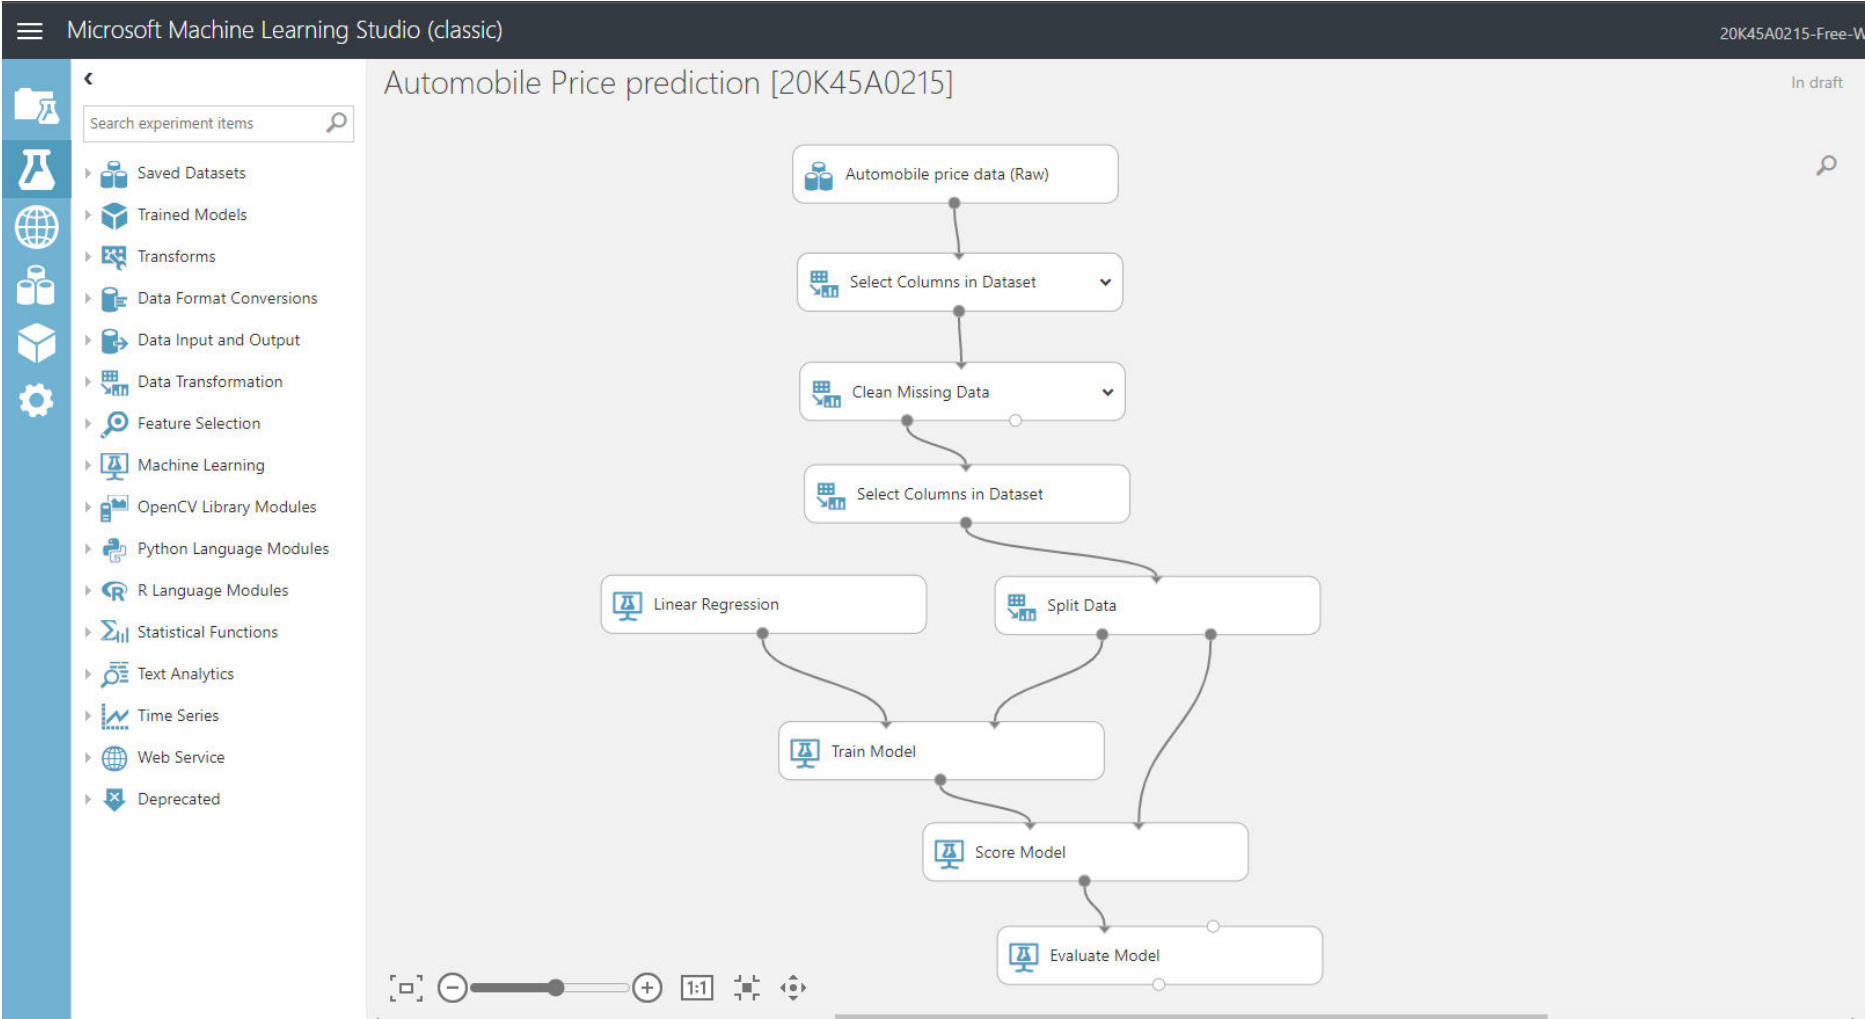 Microsoft Machine Learning Studio (classic)
20K45A0215-Free-W
Automobile Price prediction [20K45A0215]
In draft
Search experiment items
Saved Datasets
Trained Models
Transforms
Data Format Conversions
Data Input and Output
Data Transformation
Feature Selection
Machine Learning
OpenCV Library Modules
Python Language Modules
R Language Modules
Statistical Functions
Text Analytics
Time Series
Web Service
Deprecated
Automobile price data (Raw)
Select Columns in Dataset
Clean Missing Data
Select Columns in Dataset
Linear Regression
Split Data
Train Model
Score Model
Evaluate Model
1:1